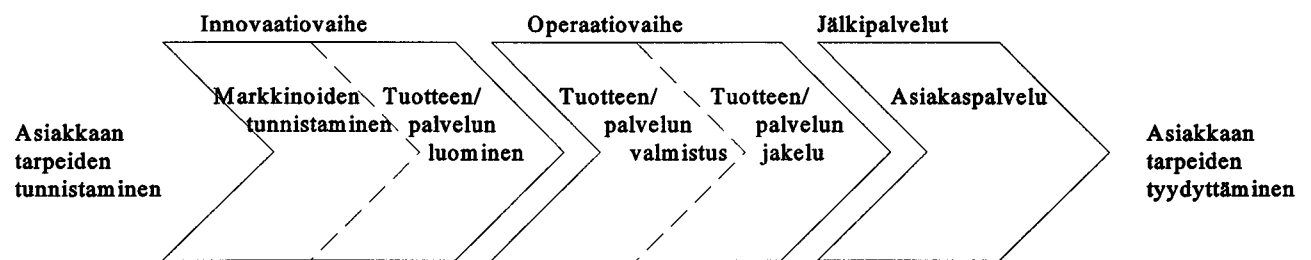 Innovaatiovaihe
Operaatiovaihe
Jälkipalvelut
Asiakkaan
tarpeiden
tunnistaminen
Markkinoiden
tunnistaminen
Tuotteen/
palvelun
luominen
Tuotteen/
palvelun
valmistus
Tuotteen/
palvelun
jakelu
Asiakaspalvelu
Asiakkaan
tarpeiden
tyydyttäminen